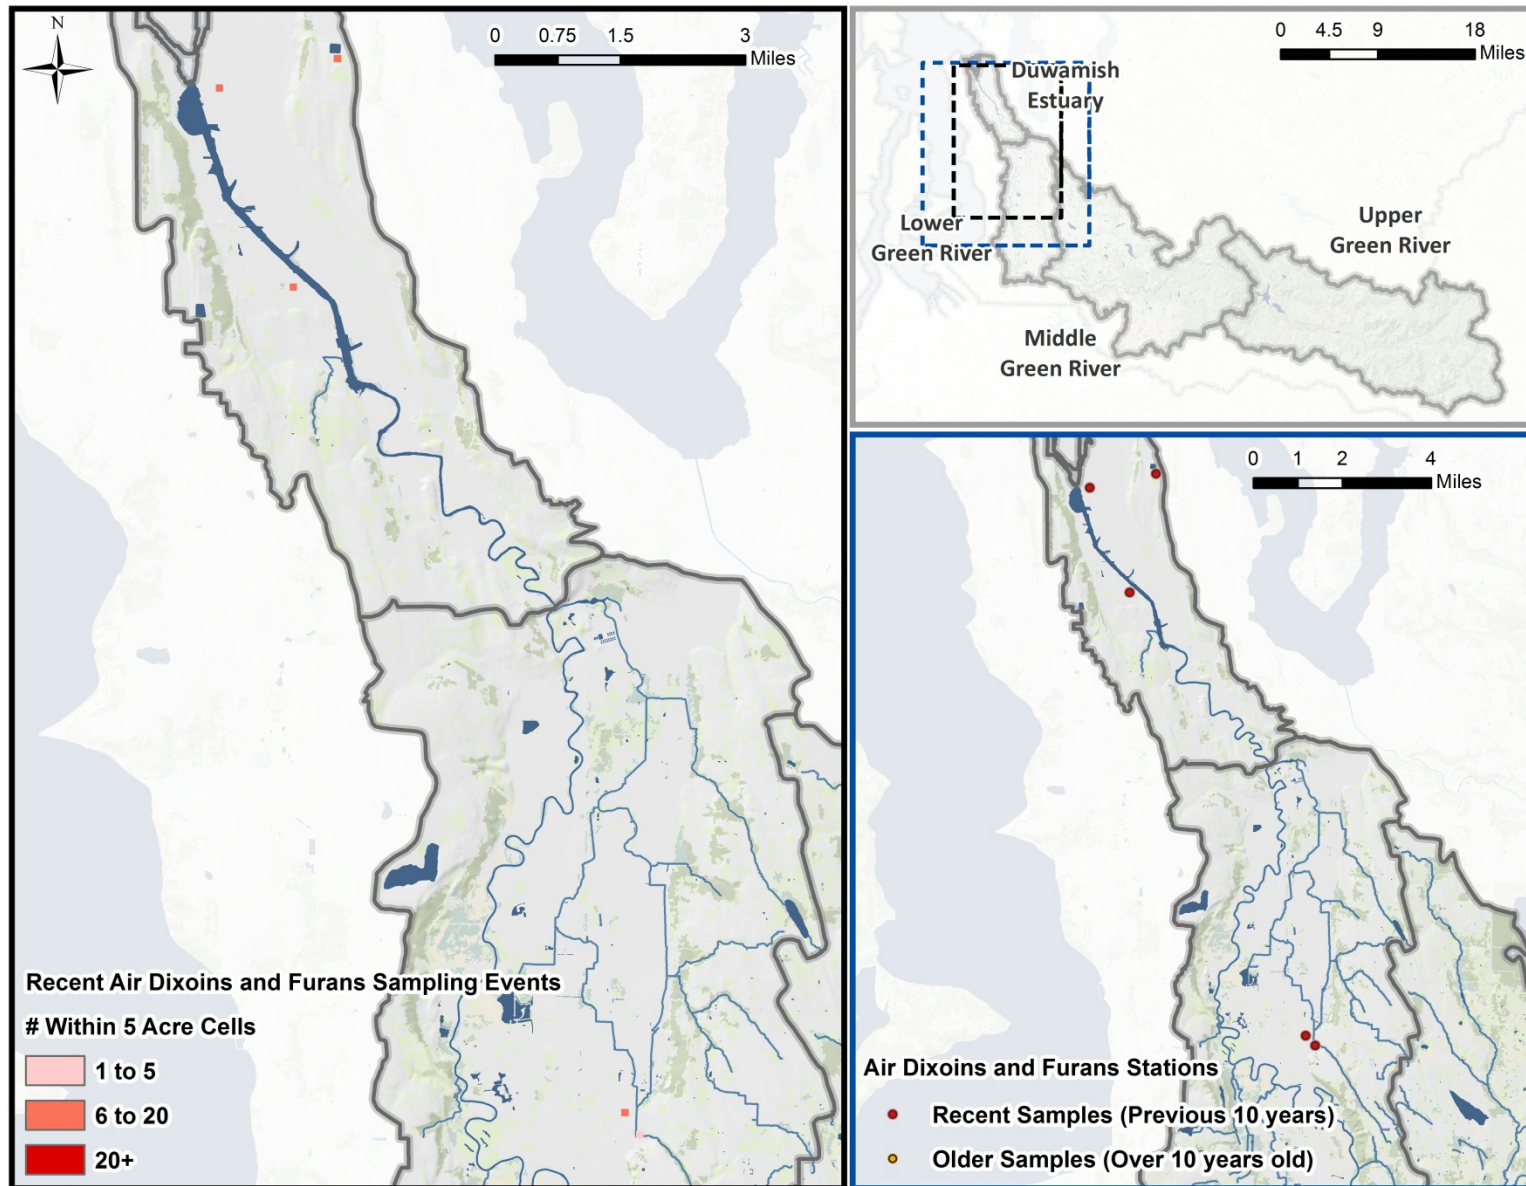 N
0 0.75 1.5 3
Miles
Recent Air Dixoins and Furans Sampling Events
# Within 5 Acre Cells
1 to 5
6 to 20
20+
0 4.5 9 18
Miles
Duwamish
Estuary
Lower
Green River
Upper
Green River
Middle
Green River
0 1 2 4
Miles
Air Dixoins and Furans Stations
Recent Samples (Previous 10 years)
Older Samples (Over 10 years old)